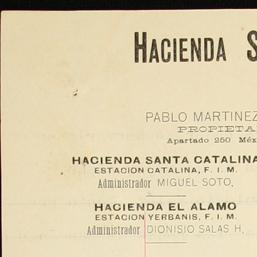 HACIENDA S
PABLO MARTINEZ
PROPIETA
Apartado 250 Méx
HACIENDA SANTA CATALINA
ESTACION CATALINA, F. I. M.
Administrador MIGUEL SOTO.
HACIENDA EL ALAMO
ESTACION YERBANIS, F. I. M.
Administrador DIONISIO SALAS H.